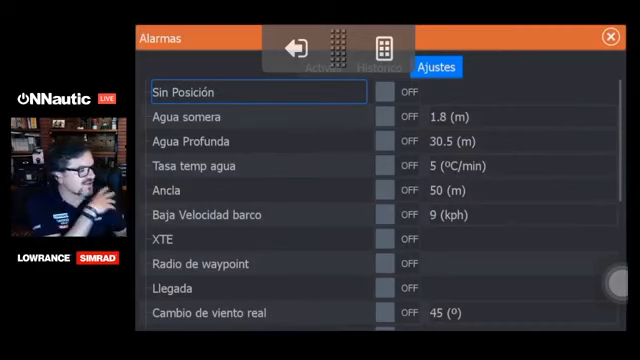 Alarmas
Activas Histórico Ajustes
Sin Posición OFF
Agua somera OFF 1.8 (m)
Agua Profunda OFF 30.5 (m)
Tasa temp agua OFF 5 (ºC/min)
Ancla OFF 50 (m)
Baja Velocidad barco OFF 9 (kph)
XTE OFF
Radio de waypoint OFF
Llegada OFF
Cambio de viento real OFF 45 (º)
ONNautic LIVE
LOWRANCE SIMRAD